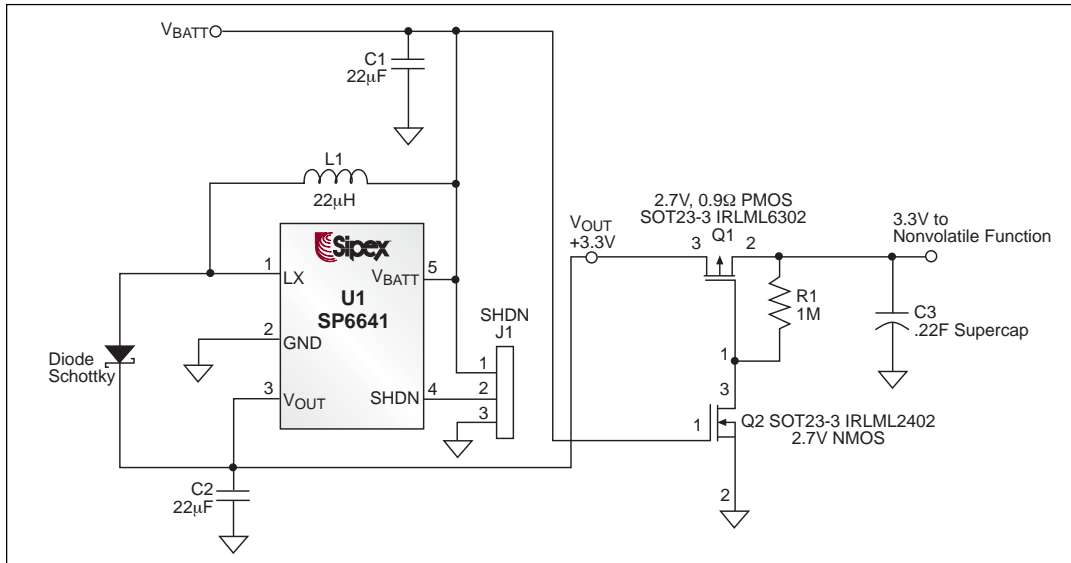 VBATT
C1
22µF
L1
22µH
2.7V, 0.9Ω PMOS
SOT23-3 IRLML6302
Q1
VOUT
+3.3V
3
2
3.3V to
Nonvolatile Function
Sipex
1
LX
VBATT
5
U1
SP6641
R1
1M
C3
.22F Supercap
SHDN
J1
2
GND
Diode
Schottky
1
1
3
VOUT
SHDN
4
2
3
3
1
Q2 SOT23-3 IRLML2402
2.7V NMOS
C2
22µF
2